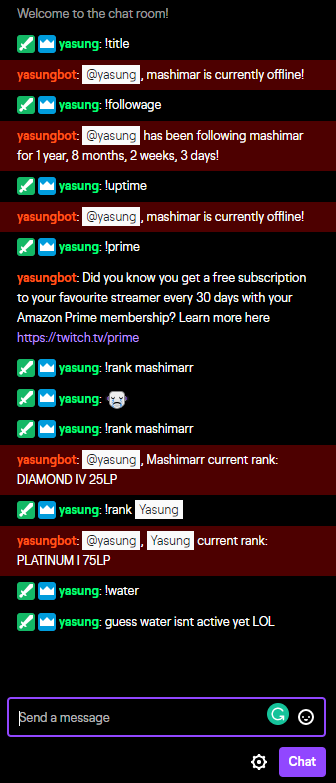 Welcome to the chat room!
yasung: !title
yasungbot: @yasung, mashimar is currently offline!
yasung: !followage
yasungbot: @yasung has been following mashimar
for 1 year, 8 months, 2 weeks, 3 days!
yasung: !uptime
yasungbot: @yasung, mashimar is currently offline!
yasung: !prime
yasungbot: Did you know you get a free subscription
to your favourite streamer every 30 days with your
Amazon Prime membership? Learn more here
https://twitch.tv/prime
yasung: !rank mashimarr
yasung:
yasung: !rank mashimarr
yasungbot: @yasung, Mashimarr current rank:
DIAMOND IV 25LP
yasung: !rank Yasung
yasungbot: @yasung, Yasung current rank:
PLATINUM I 75LP
yasung: !water
yasung: guess water isnt active yet LOL
Send a message
Chat